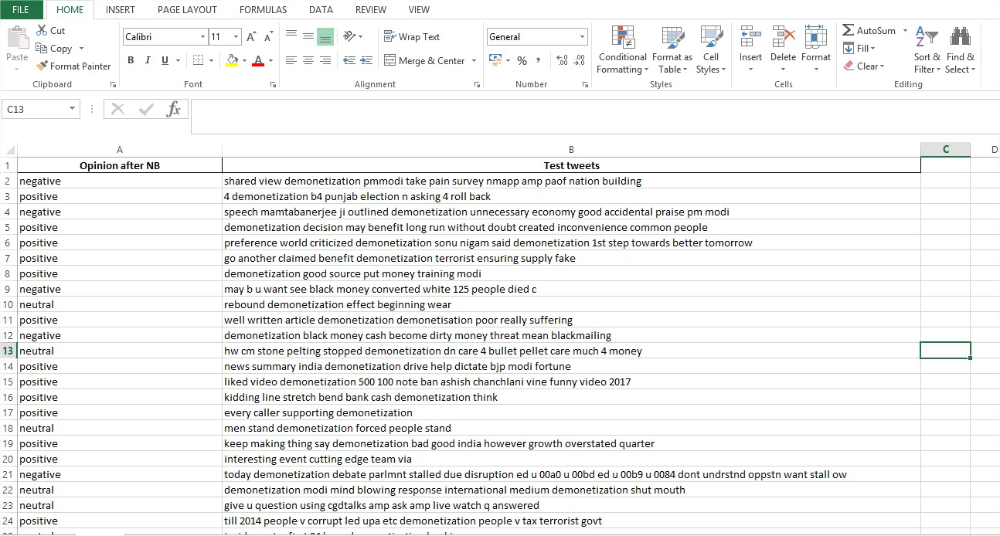 FILE HOME INSERT PAGE LAYOUT FORMULAS DATA REVIEW VIEW
Cut
Copy
Format Painter
Paste
Clipboard
Calibri 11 A A
B I U A
Font
Wrap Text
Merge & Center
Alignment
General
% , .00 .0
Number
Conditional Formatting
Format as Table
Cell Styles
Styles
Insert Delete Format
Cells
AutoSum
Fill
Clear
Sort & Filter
Find & Select
Editing
C13 fx
A B C D
1 Opinion after NB Test tweets
2 negative shared view demonetization pmmodi take pain survey nmapp amp paof nation building
3 positive 4 demonetization b4 punjab election n asking 4 roll back
4 negative speech mamtabanerjee ji outlined demonetization unnecessary economy good accidental praise pm modi
5 positive demonetization decision may benefit long run without doubt created inconvenience common people
6 positive preference world criticized demonetization sonu nigam said demonetization 1st step towards better tomorrow
7 positive go another claimed benefit demonetization terrorist ensuring supply fake
8 positive demonetization good source put money training modi
9 negative may b u want see black money converted white 125 people died c
10 neutral rebound demonetization effect beginning wear
11 positive well written article demonetization demonetisation poor really suffering
12 negative demonetization black money cash become dirty money threat mean blackmailing
13 neutral hw cm stone pelting stopped demonetization dn care 4 bullet pellet care much 4 money
14 positive news summary india demonetization drive help dictate bjp modi fortune
15 positive liked video demonetization 500 100 note ban ashish chanchlani vine funny video 2017
16 positive kidding line stretch bend bank cash demonetization think
17 positive every caller supporting demonetization
18 neutral men stand demonetization forced people stand
19 positive keep making thing say demonetization bad good india however growth overstated quarter
20 positive interesting event cutting edge team via
21 negative today demonetization debate parlmnt stalled due disruption ed u 00a0 u 00bd ed u 00b9 u 0084 dont undrstnd oppstn want stall ow
22 neutral demonetization modi mind blowing response international medium demonetization shut mouth
23 neutral give u question using cgdtalks amp ask amp live watch q answered
24 positive till 2014 people v corrupt led upa etc demonetization people v tax terrorist govt